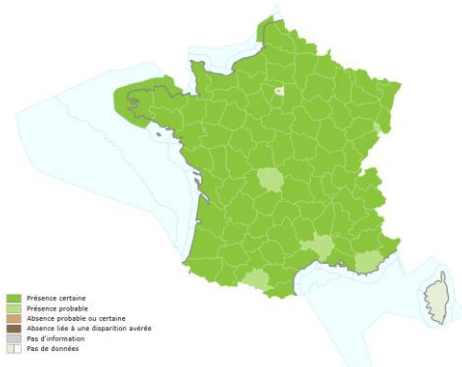 Présence certaine
Présence probable
Absence probable ou certaine
Absence liée à une disparition avérée
Pas d'information
Pas de données